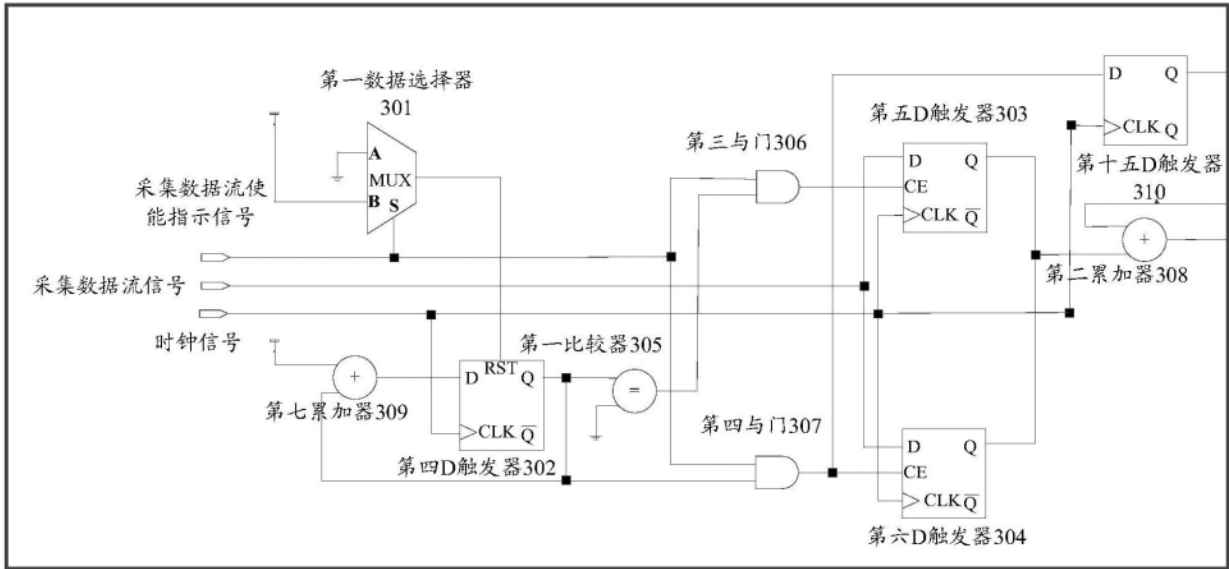 第一数据选择器
301
A
MUX
B
S
采集数据流使
能指示信号
采集数据流信号
时钟信号
+
第七累加器309
D
RST
Q
CLK
Q
第四D触发器302
第一比较器305
=
第三与门306
第四与门307
第五D触发器303
D
Q
CE
CLK
Q
D
Q
CE
CLK
Q
第六D触发器304
D
Q
CLK
Q
第十五D触发器
310
+
第二累加器308